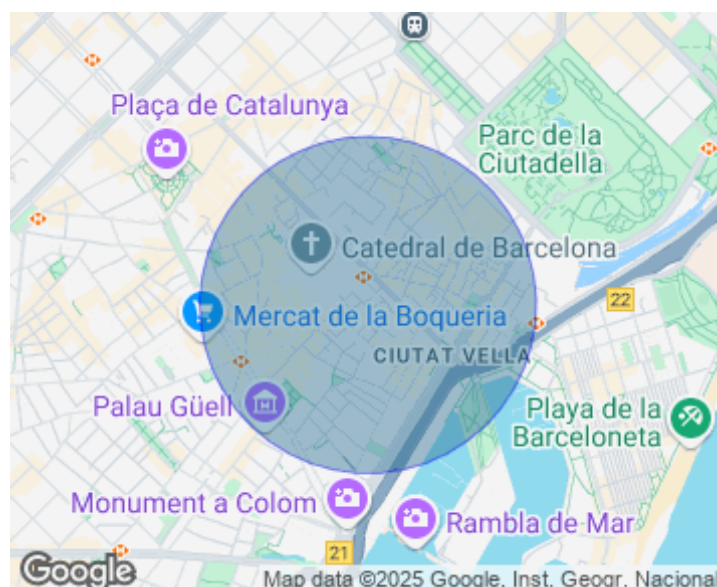 Plaça de Catalunya
Parc de la
Ciutadella
Catedral de Barcelona
22
Mercat de la Boqueria
CIUTAT VELLA
Palau Güell
Playa de la
Barceloneta
Monument a Colom
Rambla de Mar
21
Google
Map data ©2025 Google, Inst. Geogr. Nacional